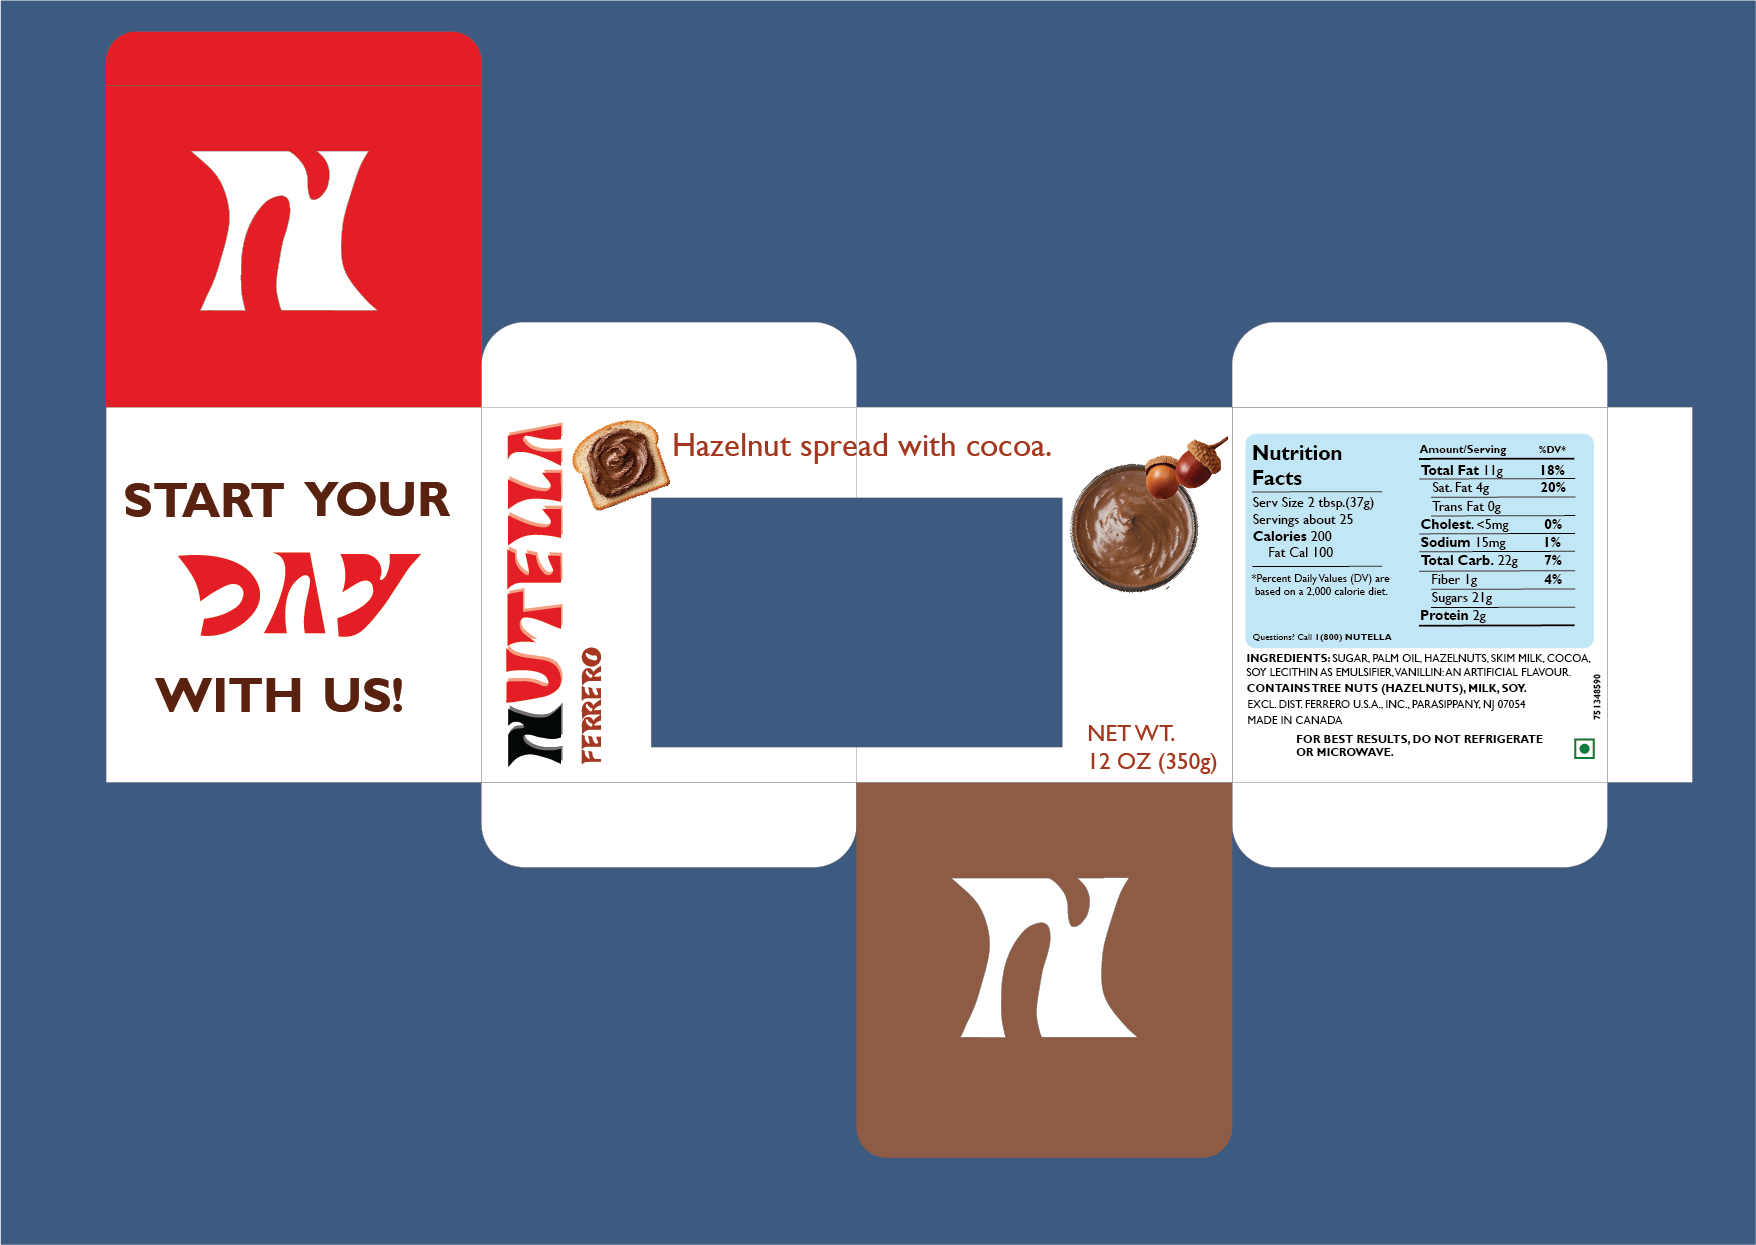 N
START YOUR
DAY
WITH US!
NUTELLA
FERRERO
Hazelnut spread with cocoa.
NET WT.
12 OZ (350g)
Nutrition
Facts
Serv Size 2 tbsp.(37g)
Servings about 25
Calories 200
Fat Cal 100
*Percent Daily Values (DV) are
based on a 2,000 calorie diet.
Questions? Call 1(800) NUTELLA
Amount/Serving %DV*
Total Fat 11g 18%
Sat. Fat 4g 20%
Trans Fat 0g
Cholest. <5mg 0%
Sodium 15mg 1%
Total Carb. 22g 7%
Fiber 1g 4%
Sugars 21g
Protein 2g
INGREDIENTS: SUGAR, PALM OIL, HAZELNUTS, SKIM MILK, COCOA,
SOY LECITHIN AS EMULSIFIER, VANILLIN: AN ARTIFICIAL FLAVOUR.
CONTAINS TREE NUTS (HAZELNUTS), MILK, SOY.
EXCL. DIST. FERRERO U.S.A., INC., PARASIPPANY, NJ 07054
MADE IN CANADA
FOR BEST RESULTS, DO NOT REFRIGERATE
OR MICROWAVE.
751348590
N